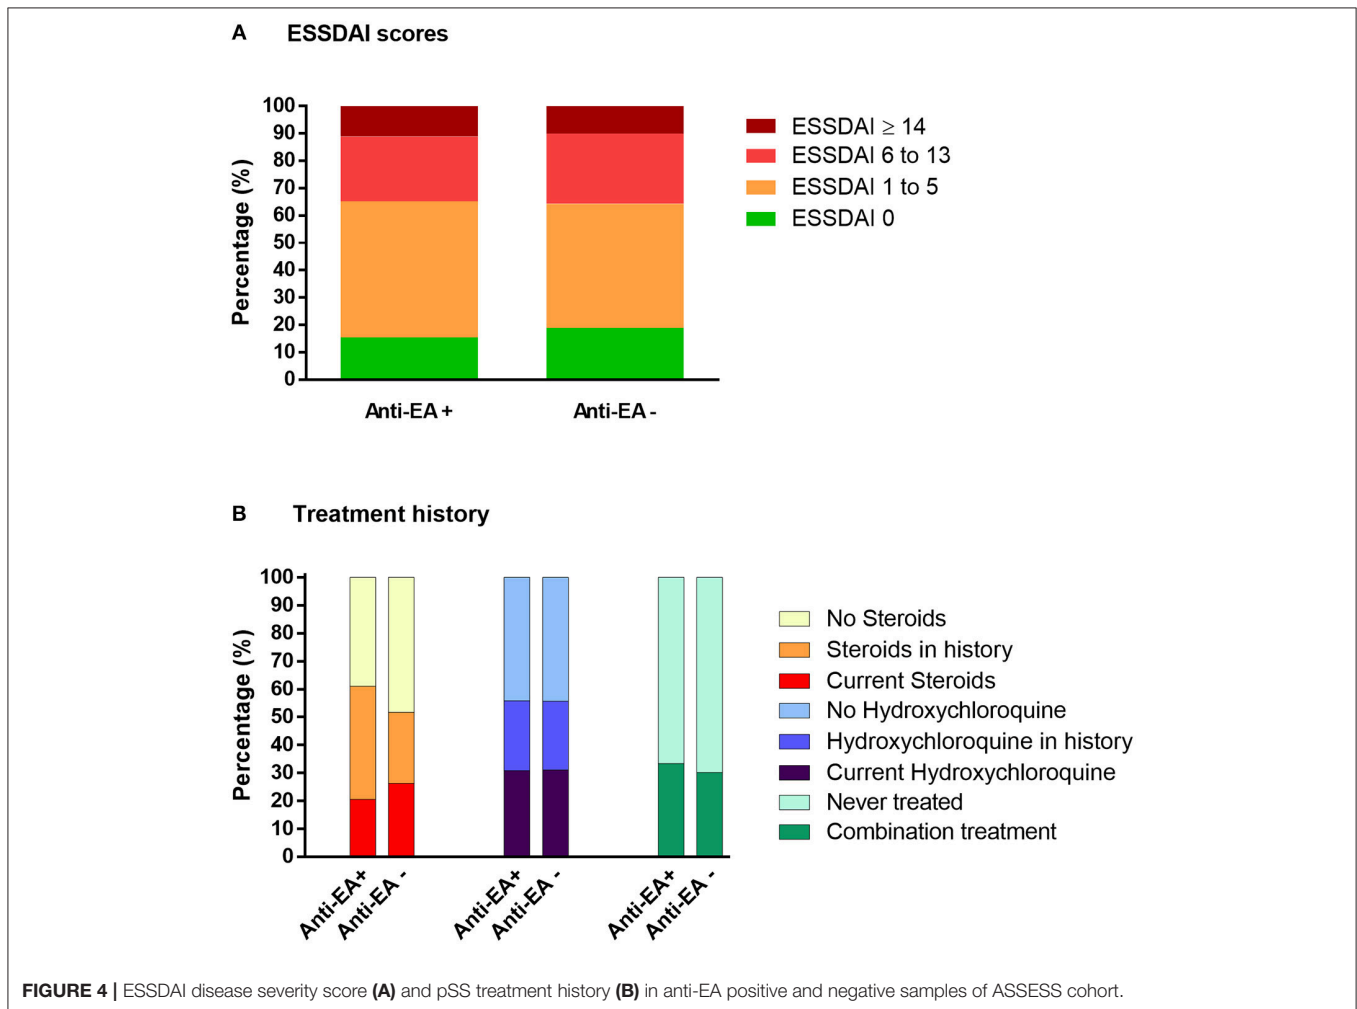 A ESSDAI scores
Percentage (%)
100
90
80
70
60
50
40
30
20
10
0
Anti-EA + Anti-EA -
ESSDAI ≥ 14
ESSDAI 6 to 13
ESSDAI 1 to 5
ESSDAI 0
B Treatment history
Percentage (%)
100
90
80
70
60
50
40
30
20
10
0
Anti-EA+
Anti-EA -
Anti-EA+
Anti-EA -
Anti-EA+
Anti-EA -
No Steroids
Steroids in history
Current Steroids
No Hydroxychloroquine
Hydroxychloroquine in history
Current Hydroxychloroquine
Never treated
Combination treatment
FIGURE 4 | ESSDAI disease severity score (A) and pSS treatment history (B) in anti-EA positive and negative samples of ASSESS cohort.